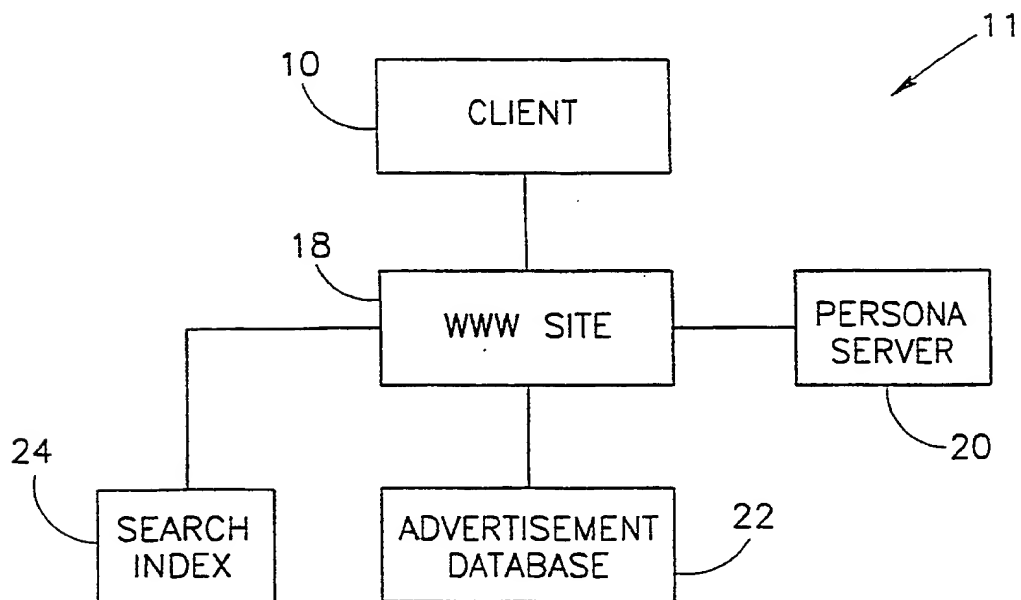 11
10
CLIENT
18
WWW SITE
PERSONA
SERVER
20
24
SEARCH
INDEX
ADVERTISEMENT
DATABASE
22